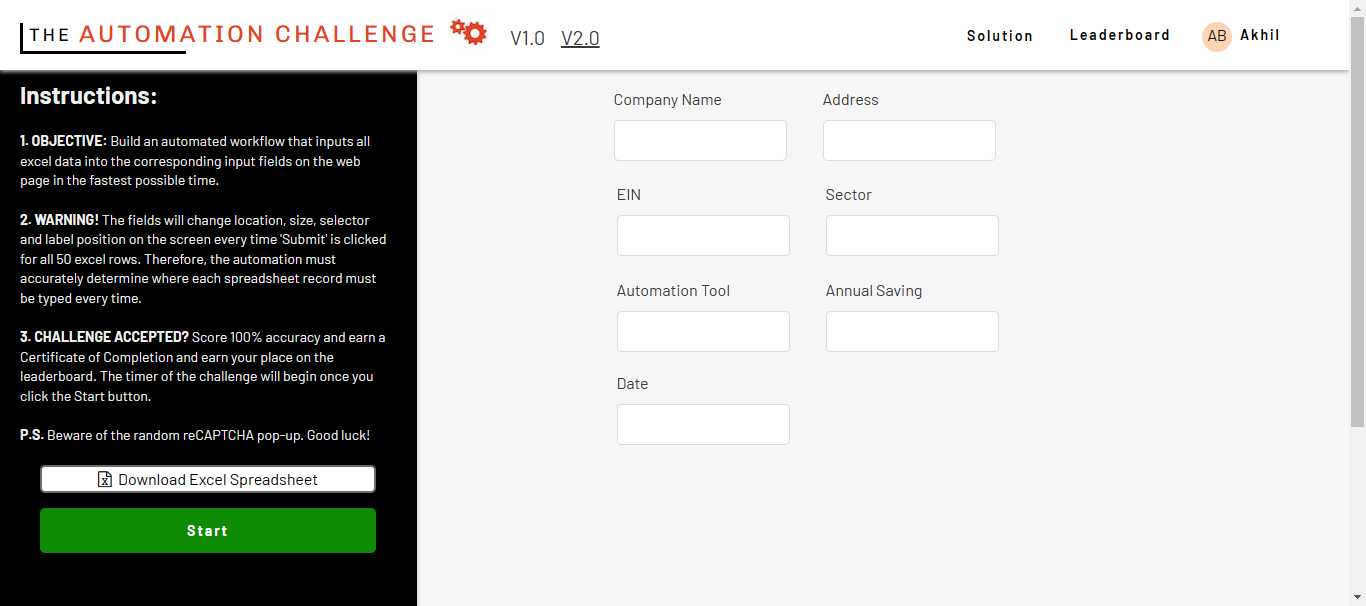 THE AUTOMATION CHALLENGE V1.0 V2.0 Solution Leaderboard AB Akhil
Instructions:
1. OBJECTIVE: Build an automated workflow that inputs all
excel data into the corresponding input fields on the web
page in the fastest possible time.
2. WARNING! The fields will change location, size, selector
and label position on the screen every time 'Submit' is clicked
for all 50 excel rows. Therefore, the automation must
accurately determine where each spreadsheet record must
be typed every time.
3. CHALLENGE ACCEPTED? Score 100% accuracy and earn a
Certificate of Completion and earn your place on the
leaderboard. The timer of the challenge will begin once you
click the Start button.
P.S. Beware of the random reCAPTCHA pop-up. Good luck!
Download Excel Spreadsheet
Start
Company Name Address
EIN Sector
Automation Tool Annual Saving
Date